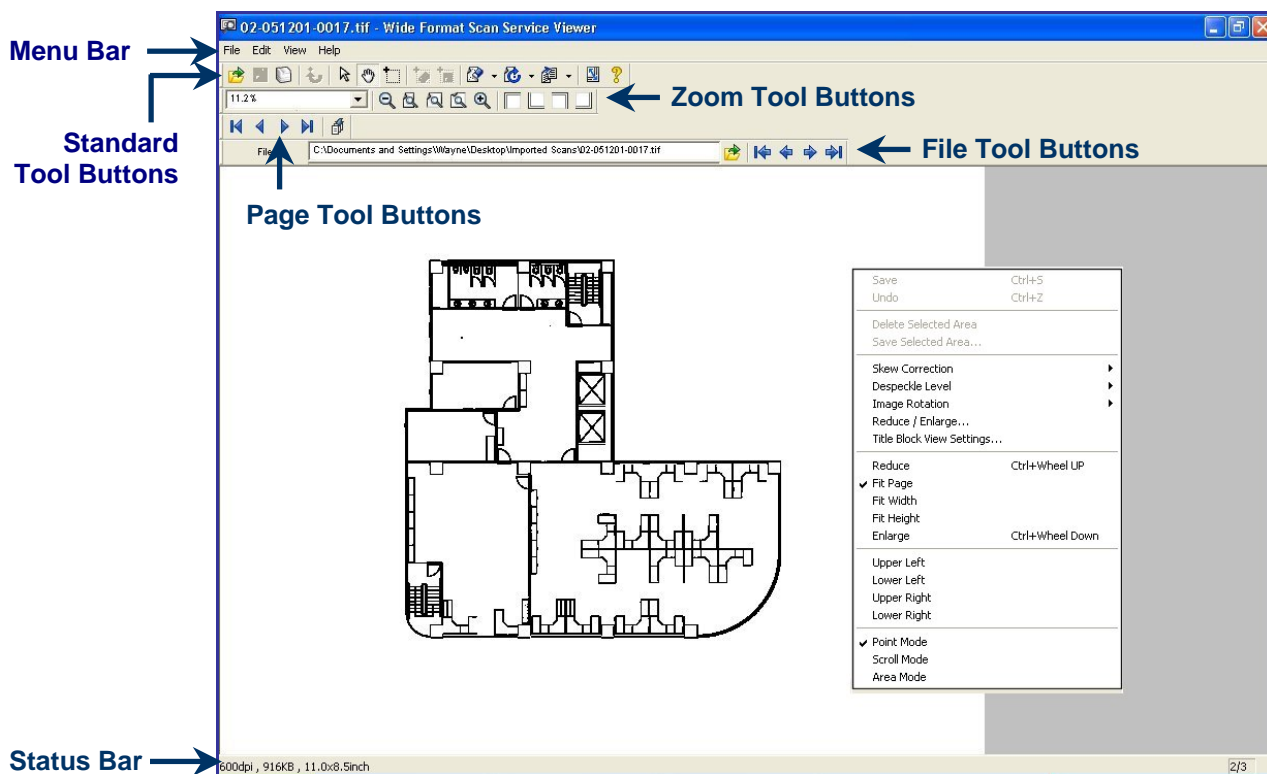 02-051201-0017.tif - Wide Format Scan Service Viewer
Menu Bar
File Edit View Help
11.2%
Zoom Tool Buttons
Standard
Tool Buttons
C:\Documents and Settings\Wayne\Desktop\Imported Scans\02-051201-0017.tif
File Tool Buttons
Page Tool Buttons
Save Ctrl+S
Undo Ctrl+Z
Delete Selected Area
Save Selected Area...
Skew Correction
Despeckle Level
Image Rotation
Reduce / Enlarge...
Title Block View Settings...
Reduce Ctrl+Wheel UP
Fit Page
Fit Width
Fit Height
Enlarge Ctrl+Wheel Down
Upper Left
Lower Left
Upper Right
Lower Right
Point Mode
Scroll Mode
Area Mode
Status Bar
600dpi , 916KB , 11.0x8.5inch
2/3